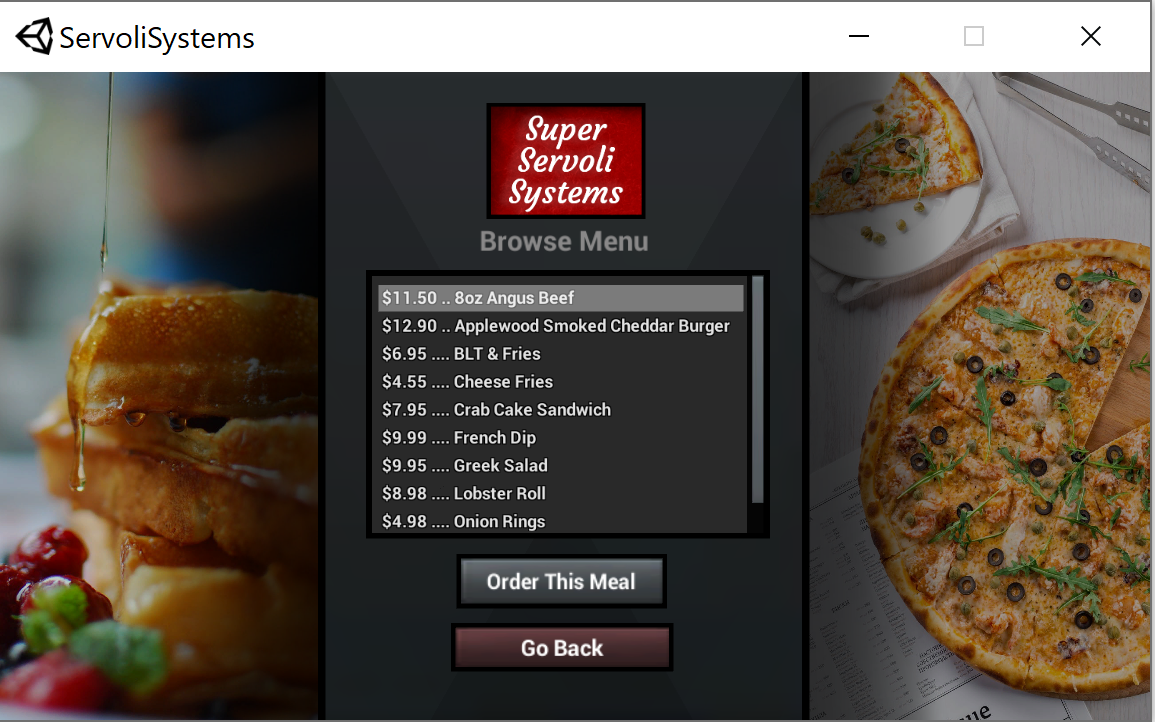 ServoliSystems
Super
Servoli
Systems
Browse Menu
$11.50 .. 8oz Angus Beef
$12.90 .. Applewood Smoked Cheddar Burger
$6.95 .... BLT & Fries
$4.55 .... Cheese Fries
$7.95 .... Crab Cake Sandwich
$9.99 .... French Dip
$9.95 .... Greek Salad
$8.98 .... Lobster Roll
$4.98 .... Onion Rings
Order This Meal
Go Back